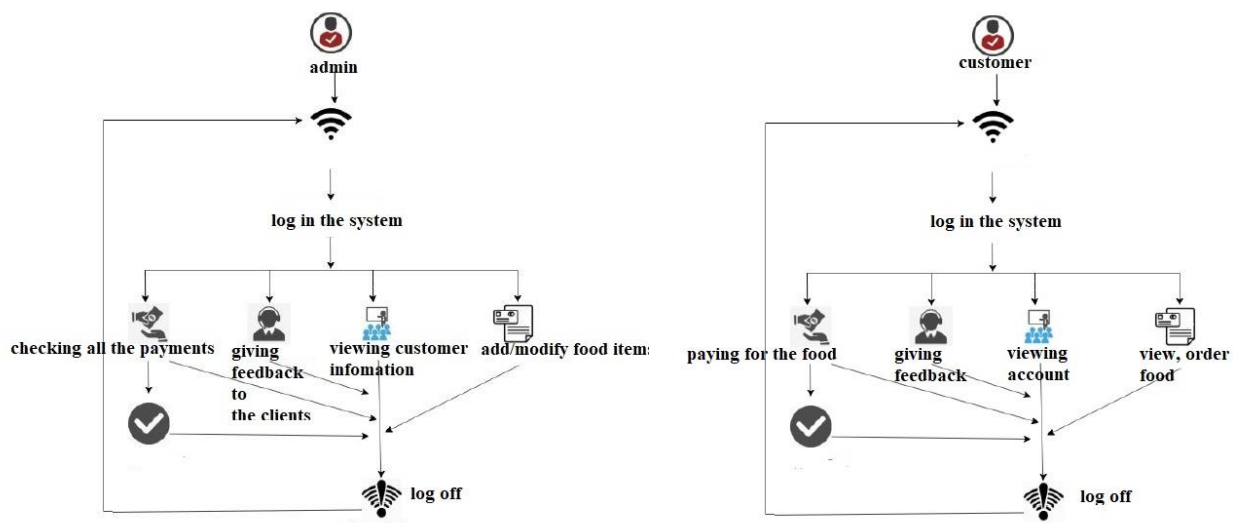 admin
log in the system
checking all the payments
giving
feedback
to
the clients
viewing customer
infomation
add/modify food items
log off
customer
log in the system
paying for the food
giving
feedback
viewing
account
view, order
food
log off